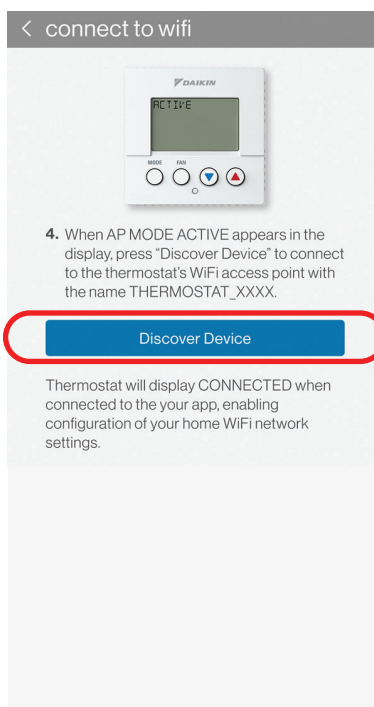 < connect to wifi
DAIKIN
ACTIVE
MODE FAN
4. When AP MODE ACTIVE appears in the
display, press "Discover Device" to connect
to the thermostat's WiFi access point with
the name THERMOSTAT_XXXX.
Discover Device
Thermostat will display CONNECTED when
connected to the your app, enabling
configuration of your home WiFi network
settings.